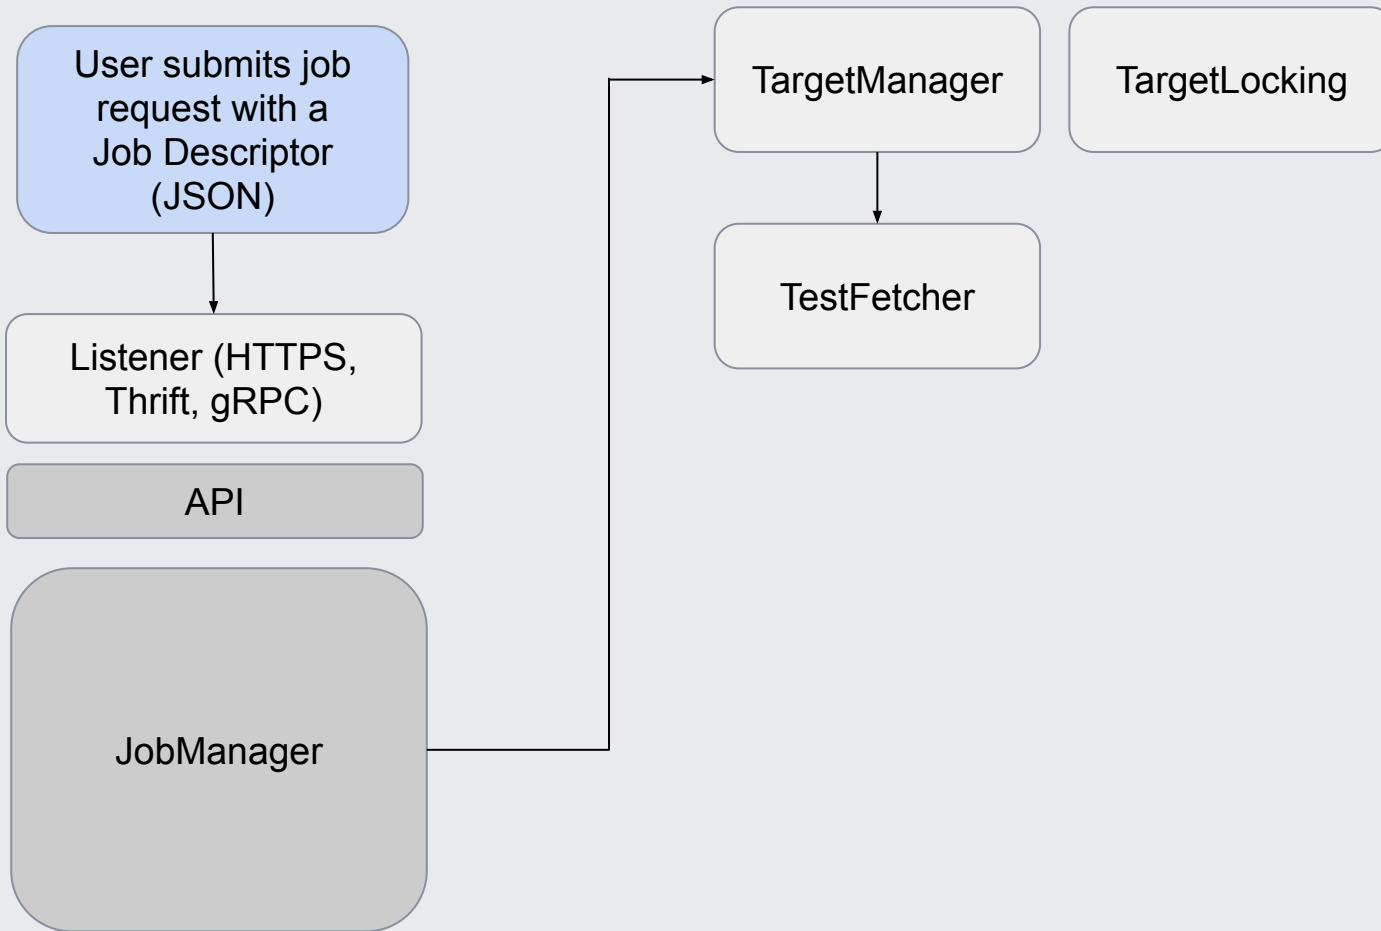 User submits job
request with a
Job Descriptor
(JSON)
Listener (HTTPS,
Thrift, gRPC)
API
JobManager
TargetManager
TargetLocking
TestFetcher